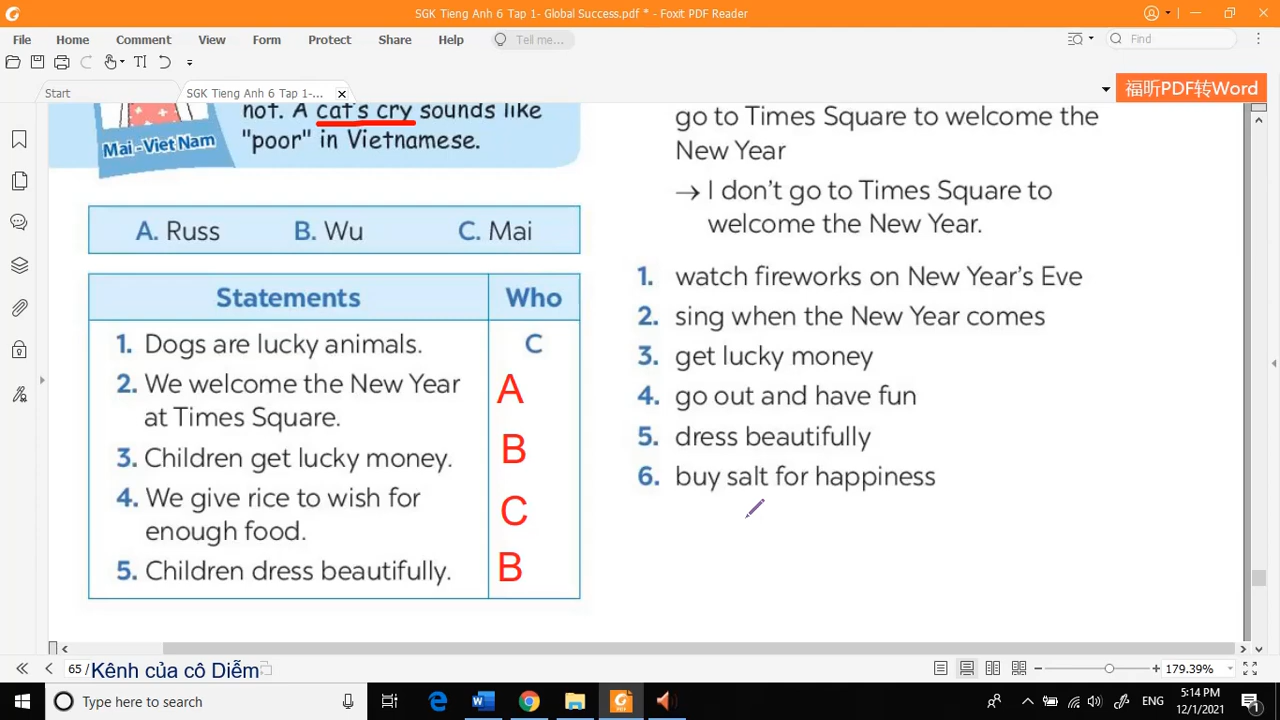 SGK Tieng Anh 6 Tap 1- Global Success.pdf * - Foxit PDF Reader
File Home Comment View Form Protect Share Help Tell me... Find
Start SGK Tieng Anh 6 Tap 1-... 福昕PDF转Word
not. A cat's cry sounds like
"poor" in Vietnamese.
Mai - Viet Nam
A. Russ B. Wu C. Mai
Statements Who
1. Dogs are lucky animals. C
2. We welcome the New Year
at Times Square. A
3. Children get lucky money. B
4. We give rice to wish for
enough food. C
5. Children dress beautifully. B
go to Times Square to welcome the
New Year
→ I don't go to Times Square to
welcome the New Year.
1. watch fireworks on New Year's Eve
2. sing when the New Year comes
3. get lucky money
4. go out and have fun
5. dress beautifully
6. buy salt for happiness
65 / Kênh của cô Diễm 179.39%
Type here to search ENG 5:14 PM
12/1/2021 1